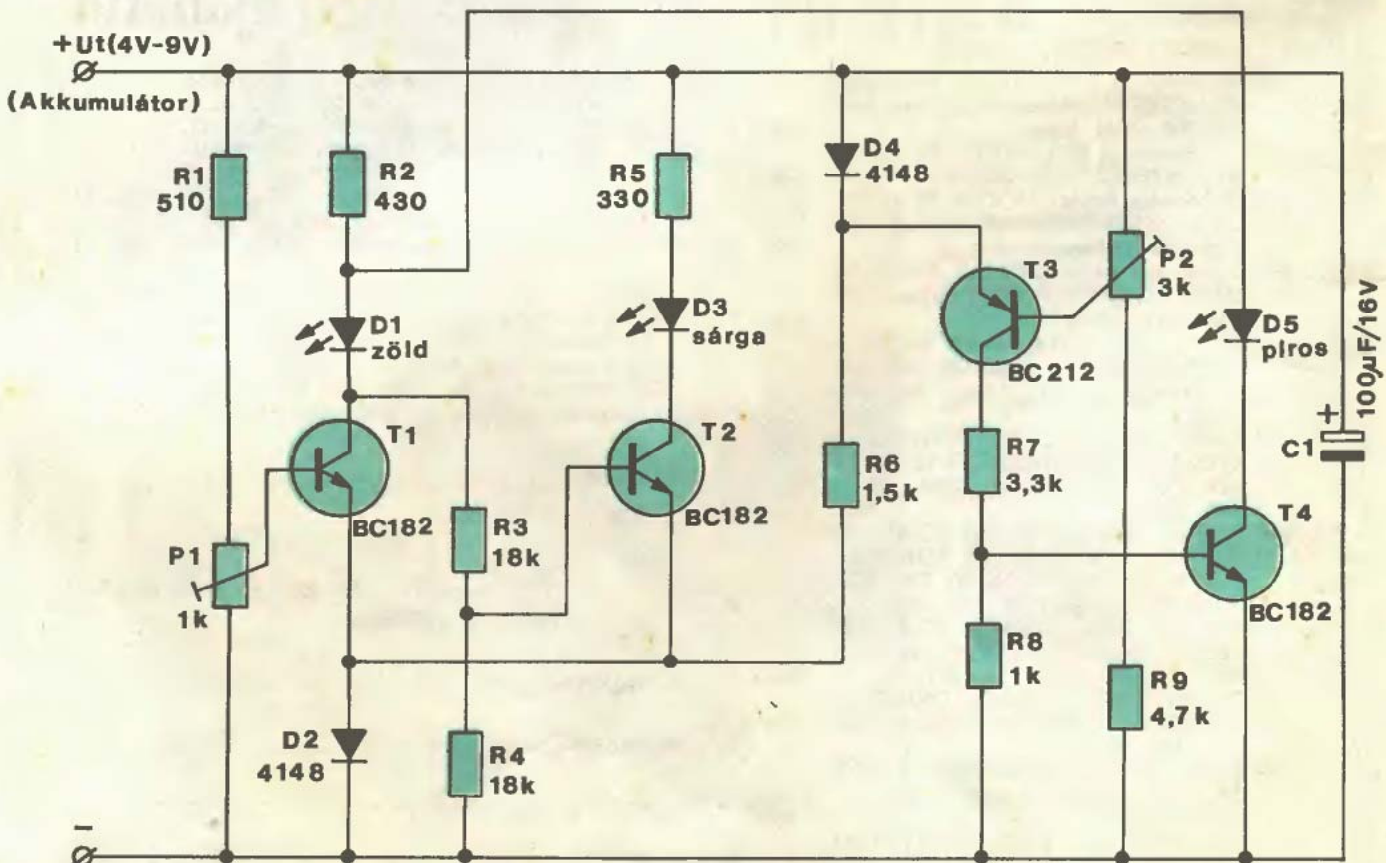 +Ut(4V-9V)
(Akkumulátor)
R1
510
R2
430
R5
330
D4
4148
T3
P2
3k
D1
zöld
D3
sárga
D5
piros
BC212
100µF/16V
+
C1
T1
BC182
T2
BC182
R6
1,5k
R7
3,3k
T4
BC182
P1
1k
R3
18k
R8
1k
R9
4,7k
D2
4148
R4
18k
−